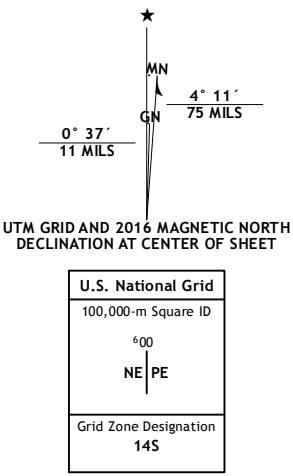 MN
4° 11´
75 MILS
GN
0° 37´
11 MILS
UTM GRID AND 2016 MAGNETIC NORTH
DECLINATION AT CENTER OF SHEET
U.S. National Grid
100,000-m Square ID
⁶00
NE PE
Grid Zone Designation
14S